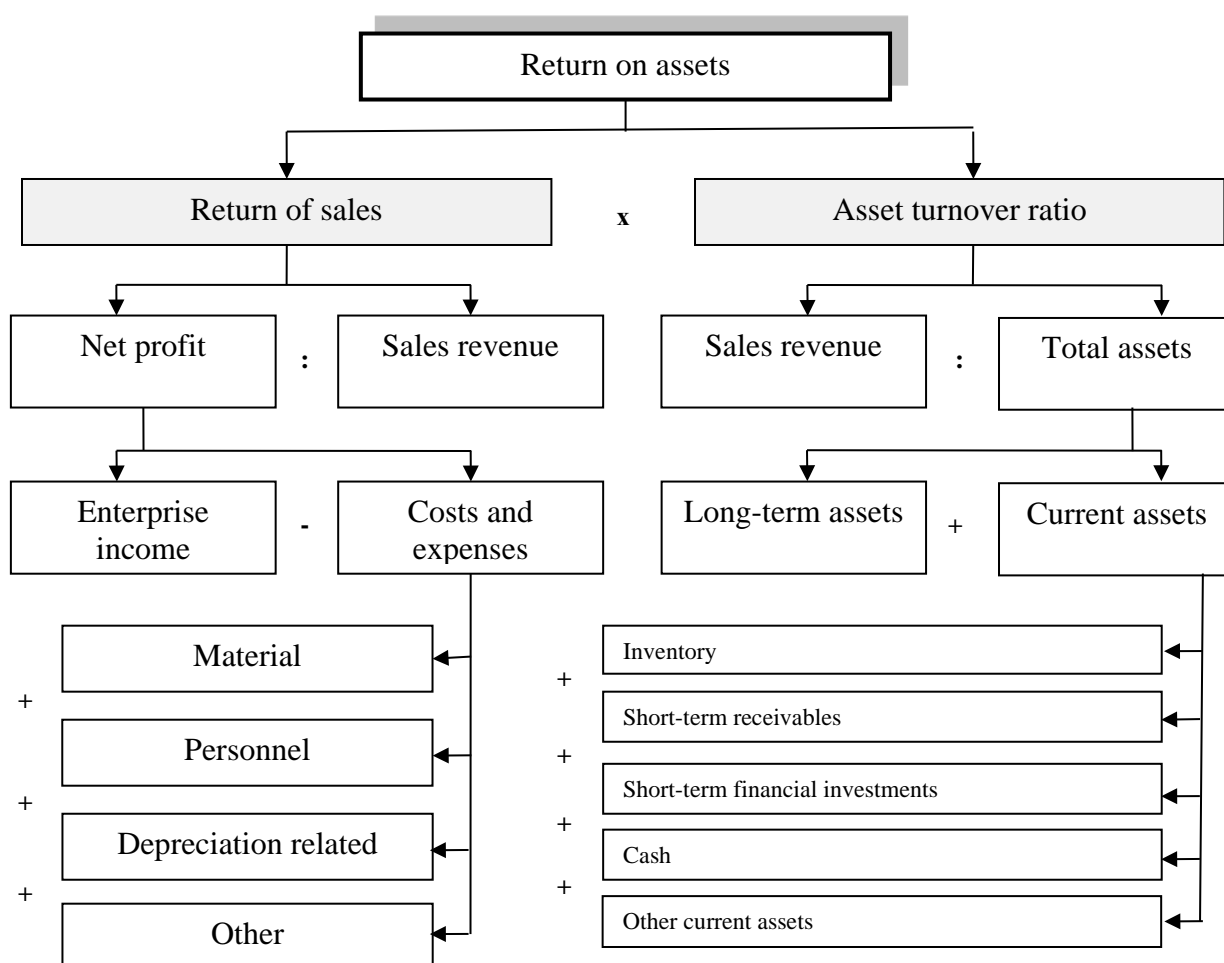 Return on assets
Return of sales
x
Asset turnover ratio
Net profit
:
Sales revenue
Sales revenue
:
Total assets
Enterprise
income
-
Costs and
expenses
Long-term assets
+
Current assets
Material
+
Personnel
+
Depreciation related
+
Other
Inventory
+
Short-term receivables
+
Short-term financial investments
+
Cash
+
Other current assets